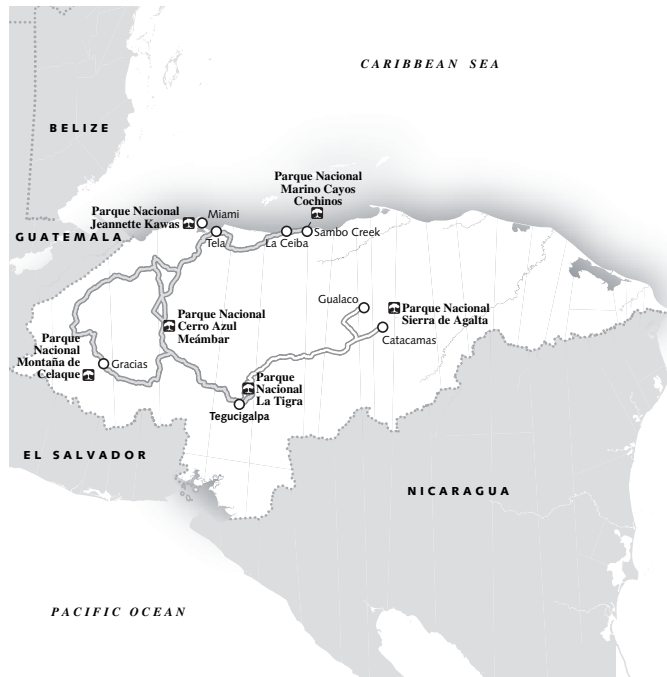 CARIBBEAN SEA
BELIZE
Parque Nacional
Marino Cayos
Cochinos
Parque Nacional
Jeannette Kawas
Miami
GUATEMALA
Tela
La Ceiba
Sambo Creek
Gualaco
Parque Nacional
Sierra de Agalta
Catacamas
Parque Nacional
Cerro Azul
Meámbar
Parque
Nacional
Montaña de
Celaque
Gracias
Parque
Nacional
La Tigra
Tegucigalpa
EL SALVADOR
NICARAGUA
PACIFIC OCEAN